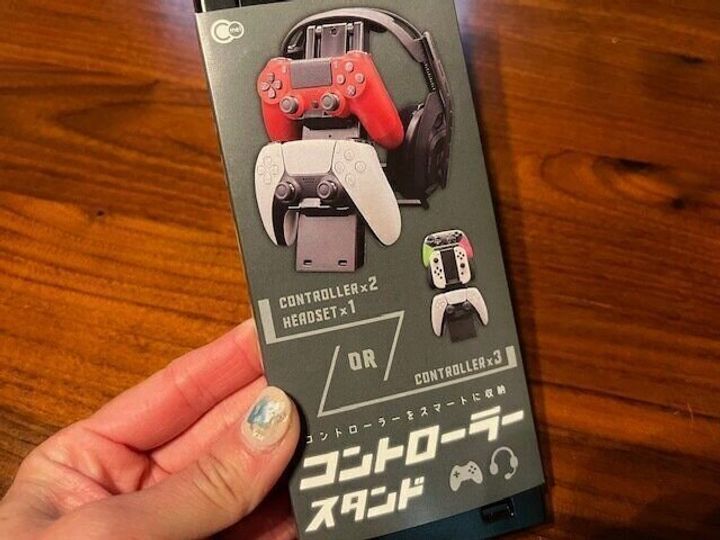 CONTROLLER×2
HEADSET×1
OR
CONTROLLER×3
コントローラーをスマートに収納
コントローラー
スタンド